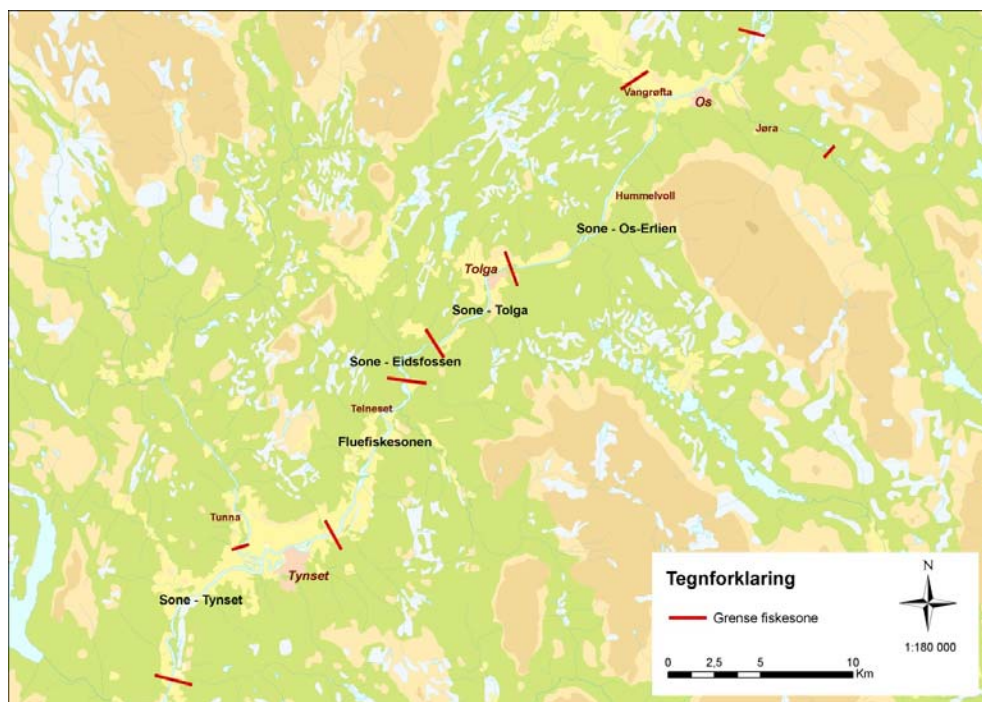 Vangrøfta
Os
Jøra
Hummelvoll
Sone - Os-Erlien
Tolga
Sone - Tolga
Sone - Eidsfossen
Telneset
Fluefiskesonen
Tunna
Tynset
Sone - Tynset
Tegnforklaring
Grense fiskesone
N
1:180 000
0 2,5 5 10
Km